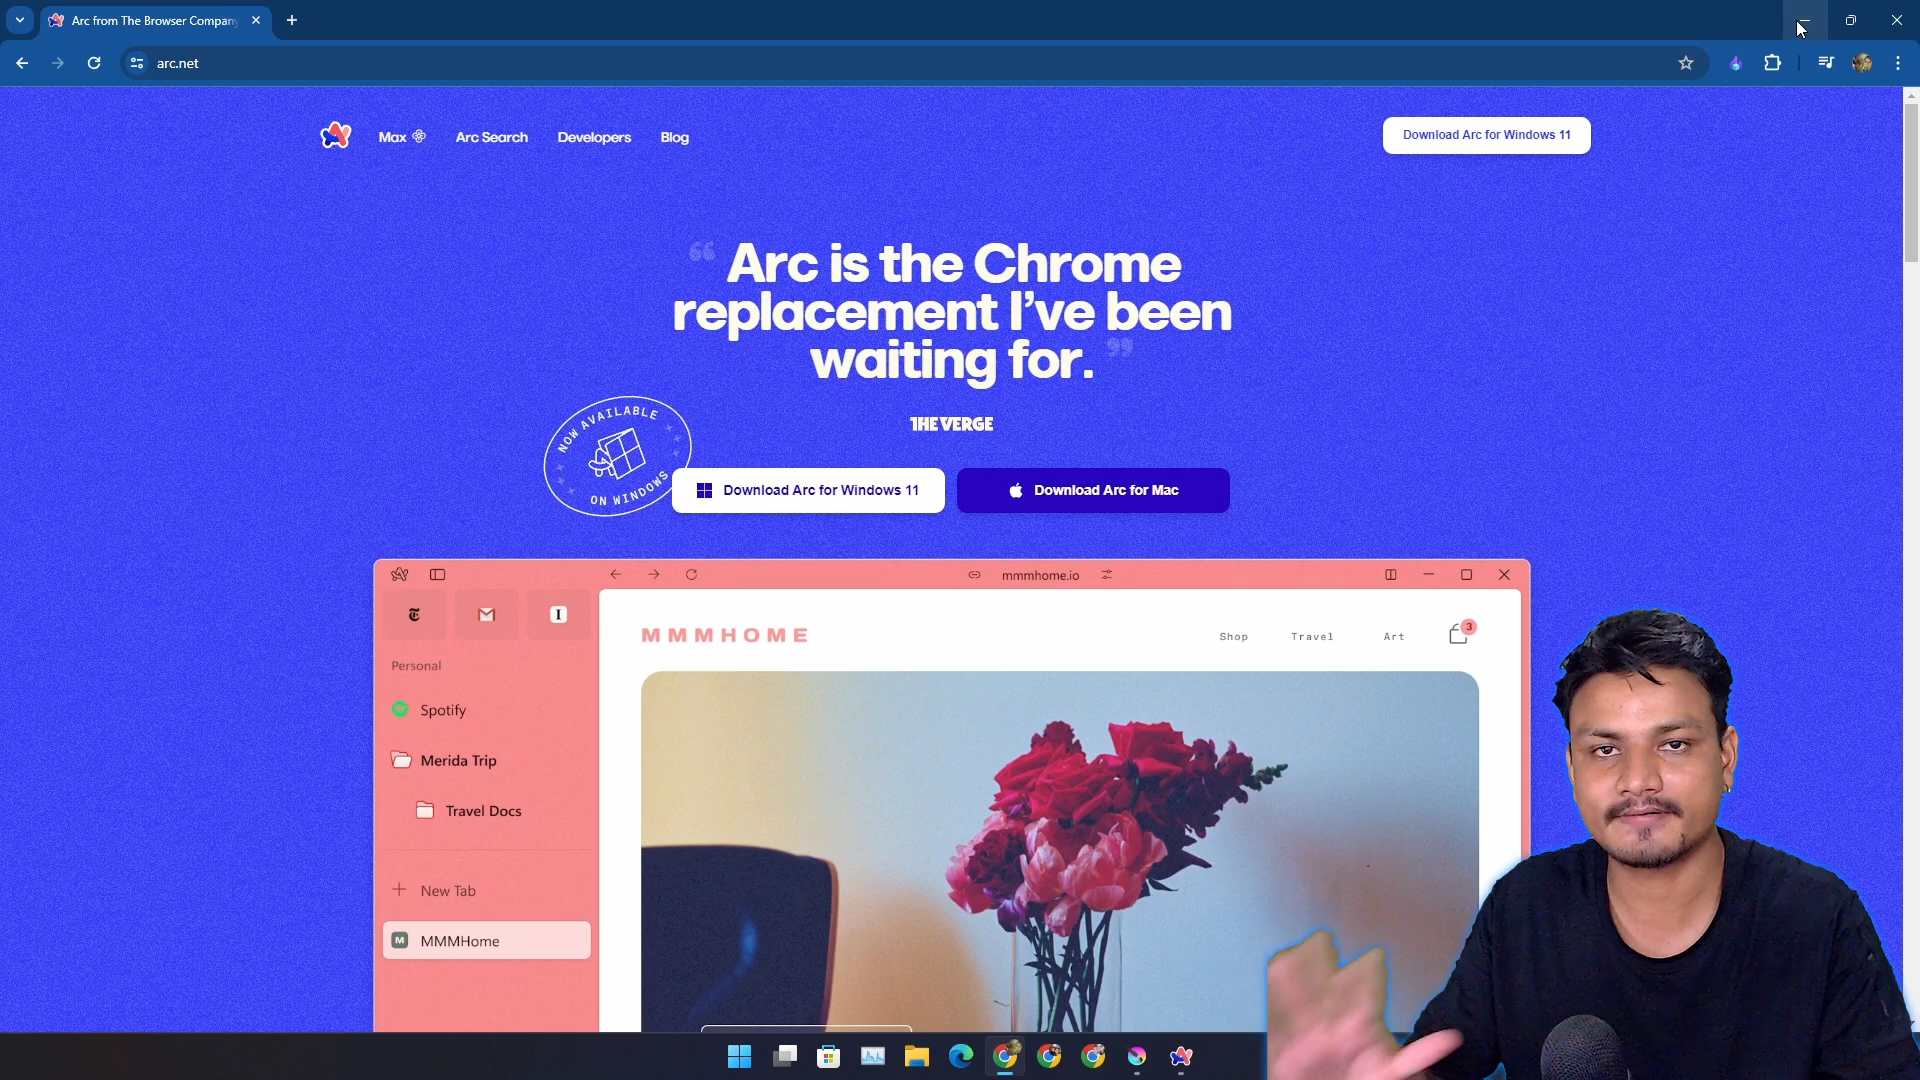 Arc from The Browser Company
arc.net
Max
Arc Search
Developers
Blog
Download Arc for Windows 11
“Arc is the Chrome
replacement I’ve been
waiting for.”
THE VERGE
NOW AVAILABLE
ON WINDOWS
Download Arc for Windows 11
Download Arc for Mac
mmmhome.io
I
MMMHOME
Shop
Travel
Art
3
Personal
Spotify
Merida Trip
Travel Docs
New Tab
M
MMMHome